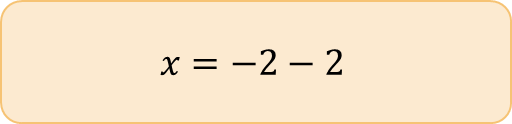 x = −2 − 2